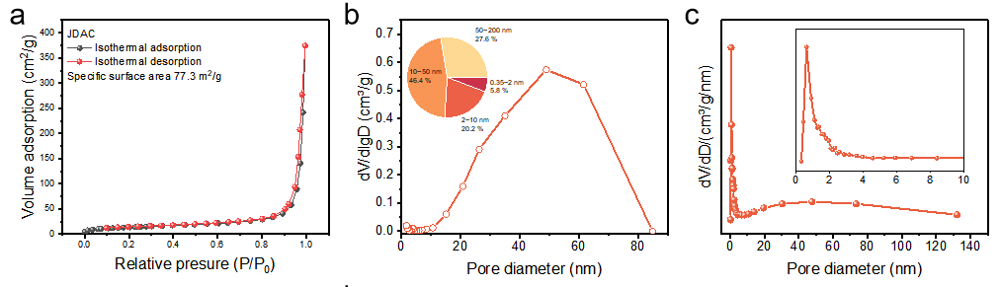 a
JDAC
Isothermal adsorption
Isothermal desorption
Specific surface area 77.3 m²/g
Volume adsorption (cm²/g)
400
350
300
250
200
150
100
50
0
0.0 0.2 0.4 0.6 0.8 1.0
Relative presure (P/P₀)
b
50−200 nm
27.6 %
10−50 nm
46.4 %
0.35−2 nm
5.8 %
2−10 nm
20.2 %
dV/dlgD (cm³/g)
0.7
0.6
0.5
0.4
0.3
0.2
0.1
0.0
0 20 40 60 80
Pore diameter (nm)
c
dV/dD/(cm³/g/nm)
0 2 4 6 8 10
0 20 40 60 80 100 120 140
Pore diameter (nm)